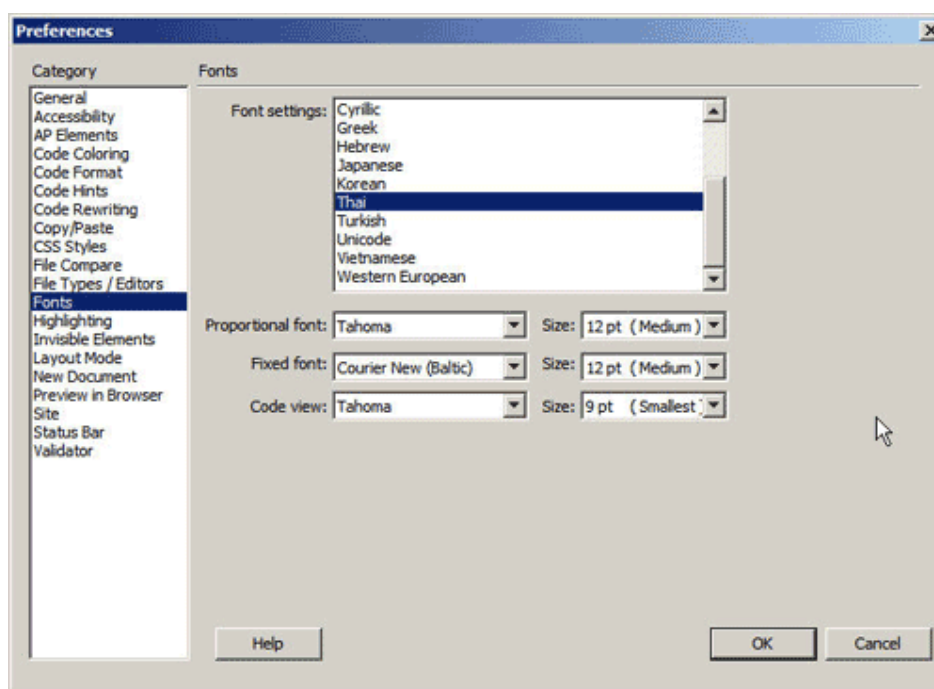 Preferences
Category
General
Accessibility
AP Elements
Code Coloring
Code Format
Code Hints
Code Rewriting
Copy/Paste
CSS Styles
File Compare
File Types / Editors
Fonts
Highlighting
Invisible Elements
Layout Mode
New Document
Preview in Browser
Site
Status Bar
Validator
Fonts
Font settings:
Cyrillic
Greek
Hebrew
Japanese
Korean
Thai
Turkish
Unicode
Vietnamese
Western European
Proportional font: Tahoma Size: 12 pt (Medium)
Fixed font: Courier New (Baltic) Size: 12 pt (Medium)
Code view: Tahoma Size: 9 pt (Smallest)
Help OK Cancel